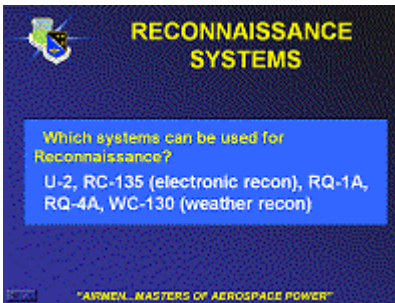 RECONNAISSANCE
SYSTEMS
Which systems can be used for
Reconnaissance?
U-2, RC-135 (electronic recon), RQ-1A,
RQ-4A, WC-130 (weather recon)
"AIRMEN...MASTERS OF AEROSPACE POWER"